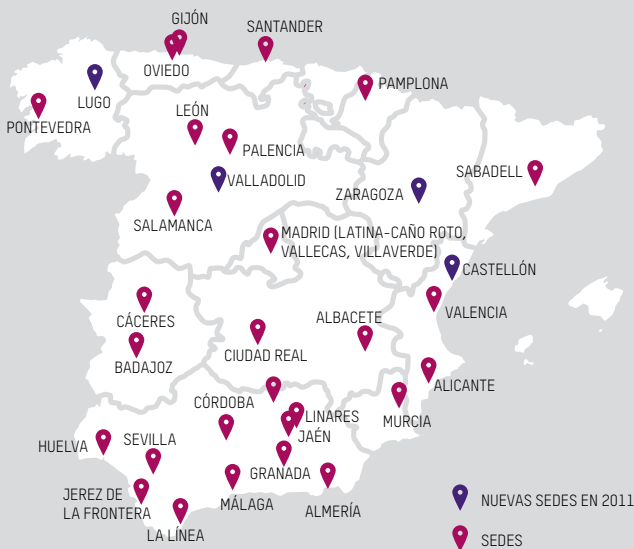 GIJÓN
SANTANDER
OVIEDO
PAMPLONA
LUGO
LEÓN
PONTEVEDRA
PALENCIA
SABADELL
VALLADOLID
ZARAGOZA
SALAMANCA
MADRID (LATINA-CAÑO ROTO,
VALLECAS, VILLAVERDE)
CASTELLÓN
CÁCERES
ALBACETE
VALENCIA
CIUDAD REAL
BADAJOZ
ALICANTE
CÓRDOBA
LINARES
MURCIA
JAÉN
HUELVA
SEVILLA
GRANADA
JEREZ DE
LA FRONTERA
MÁLAGA
ALMERÍA
LA LÍNEA
NUEVAS SEDES EN 2011
SEDES